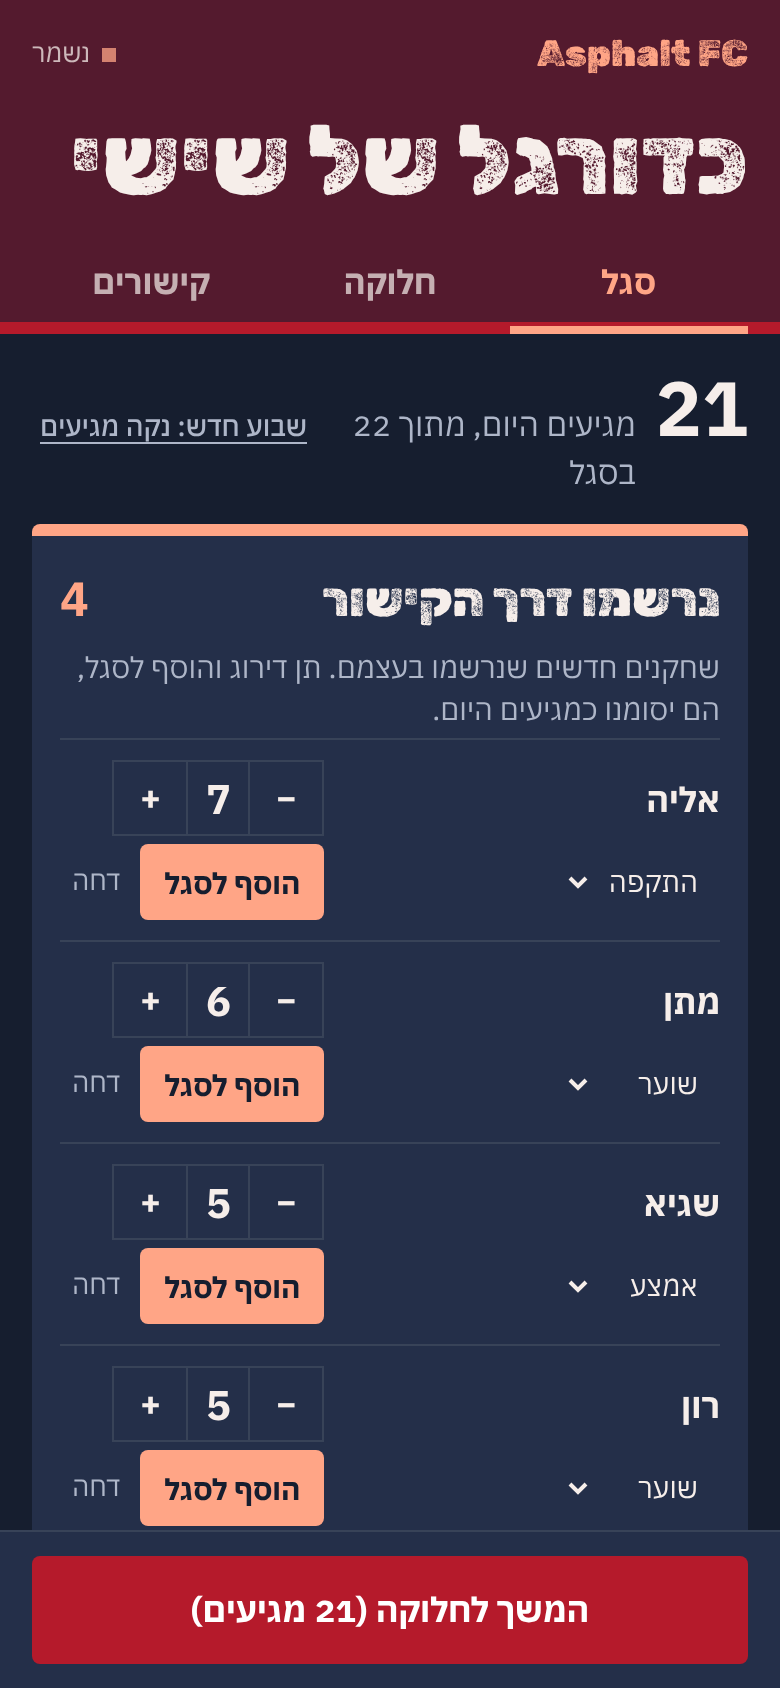 Asphalt FC
נשמר
כדורגל של שישי
סגל
חלוקה
קישורים
21 מגיעים היום, מתוך 22
בסגל
שבוע חדש: נקה מגיעים
נרשמו דרך הקישור
4
שחקנים חדשים שנרשמו בעצמם. תן דירוג והוסף לסגל,
הם יסומנו כמגיעים היום.
אליה
− 7 +
התקפה
הוסף לסגל
דחה
מתן
− 6 +
שוער
הוסף לסגל
דחה
שגיא
− 5 +
אמצע
הוסף לסגל
דחה
רון
− 5 +
שוער
הוסף לסגל
דחה
המשך לחלוקה (21 מגיעים)